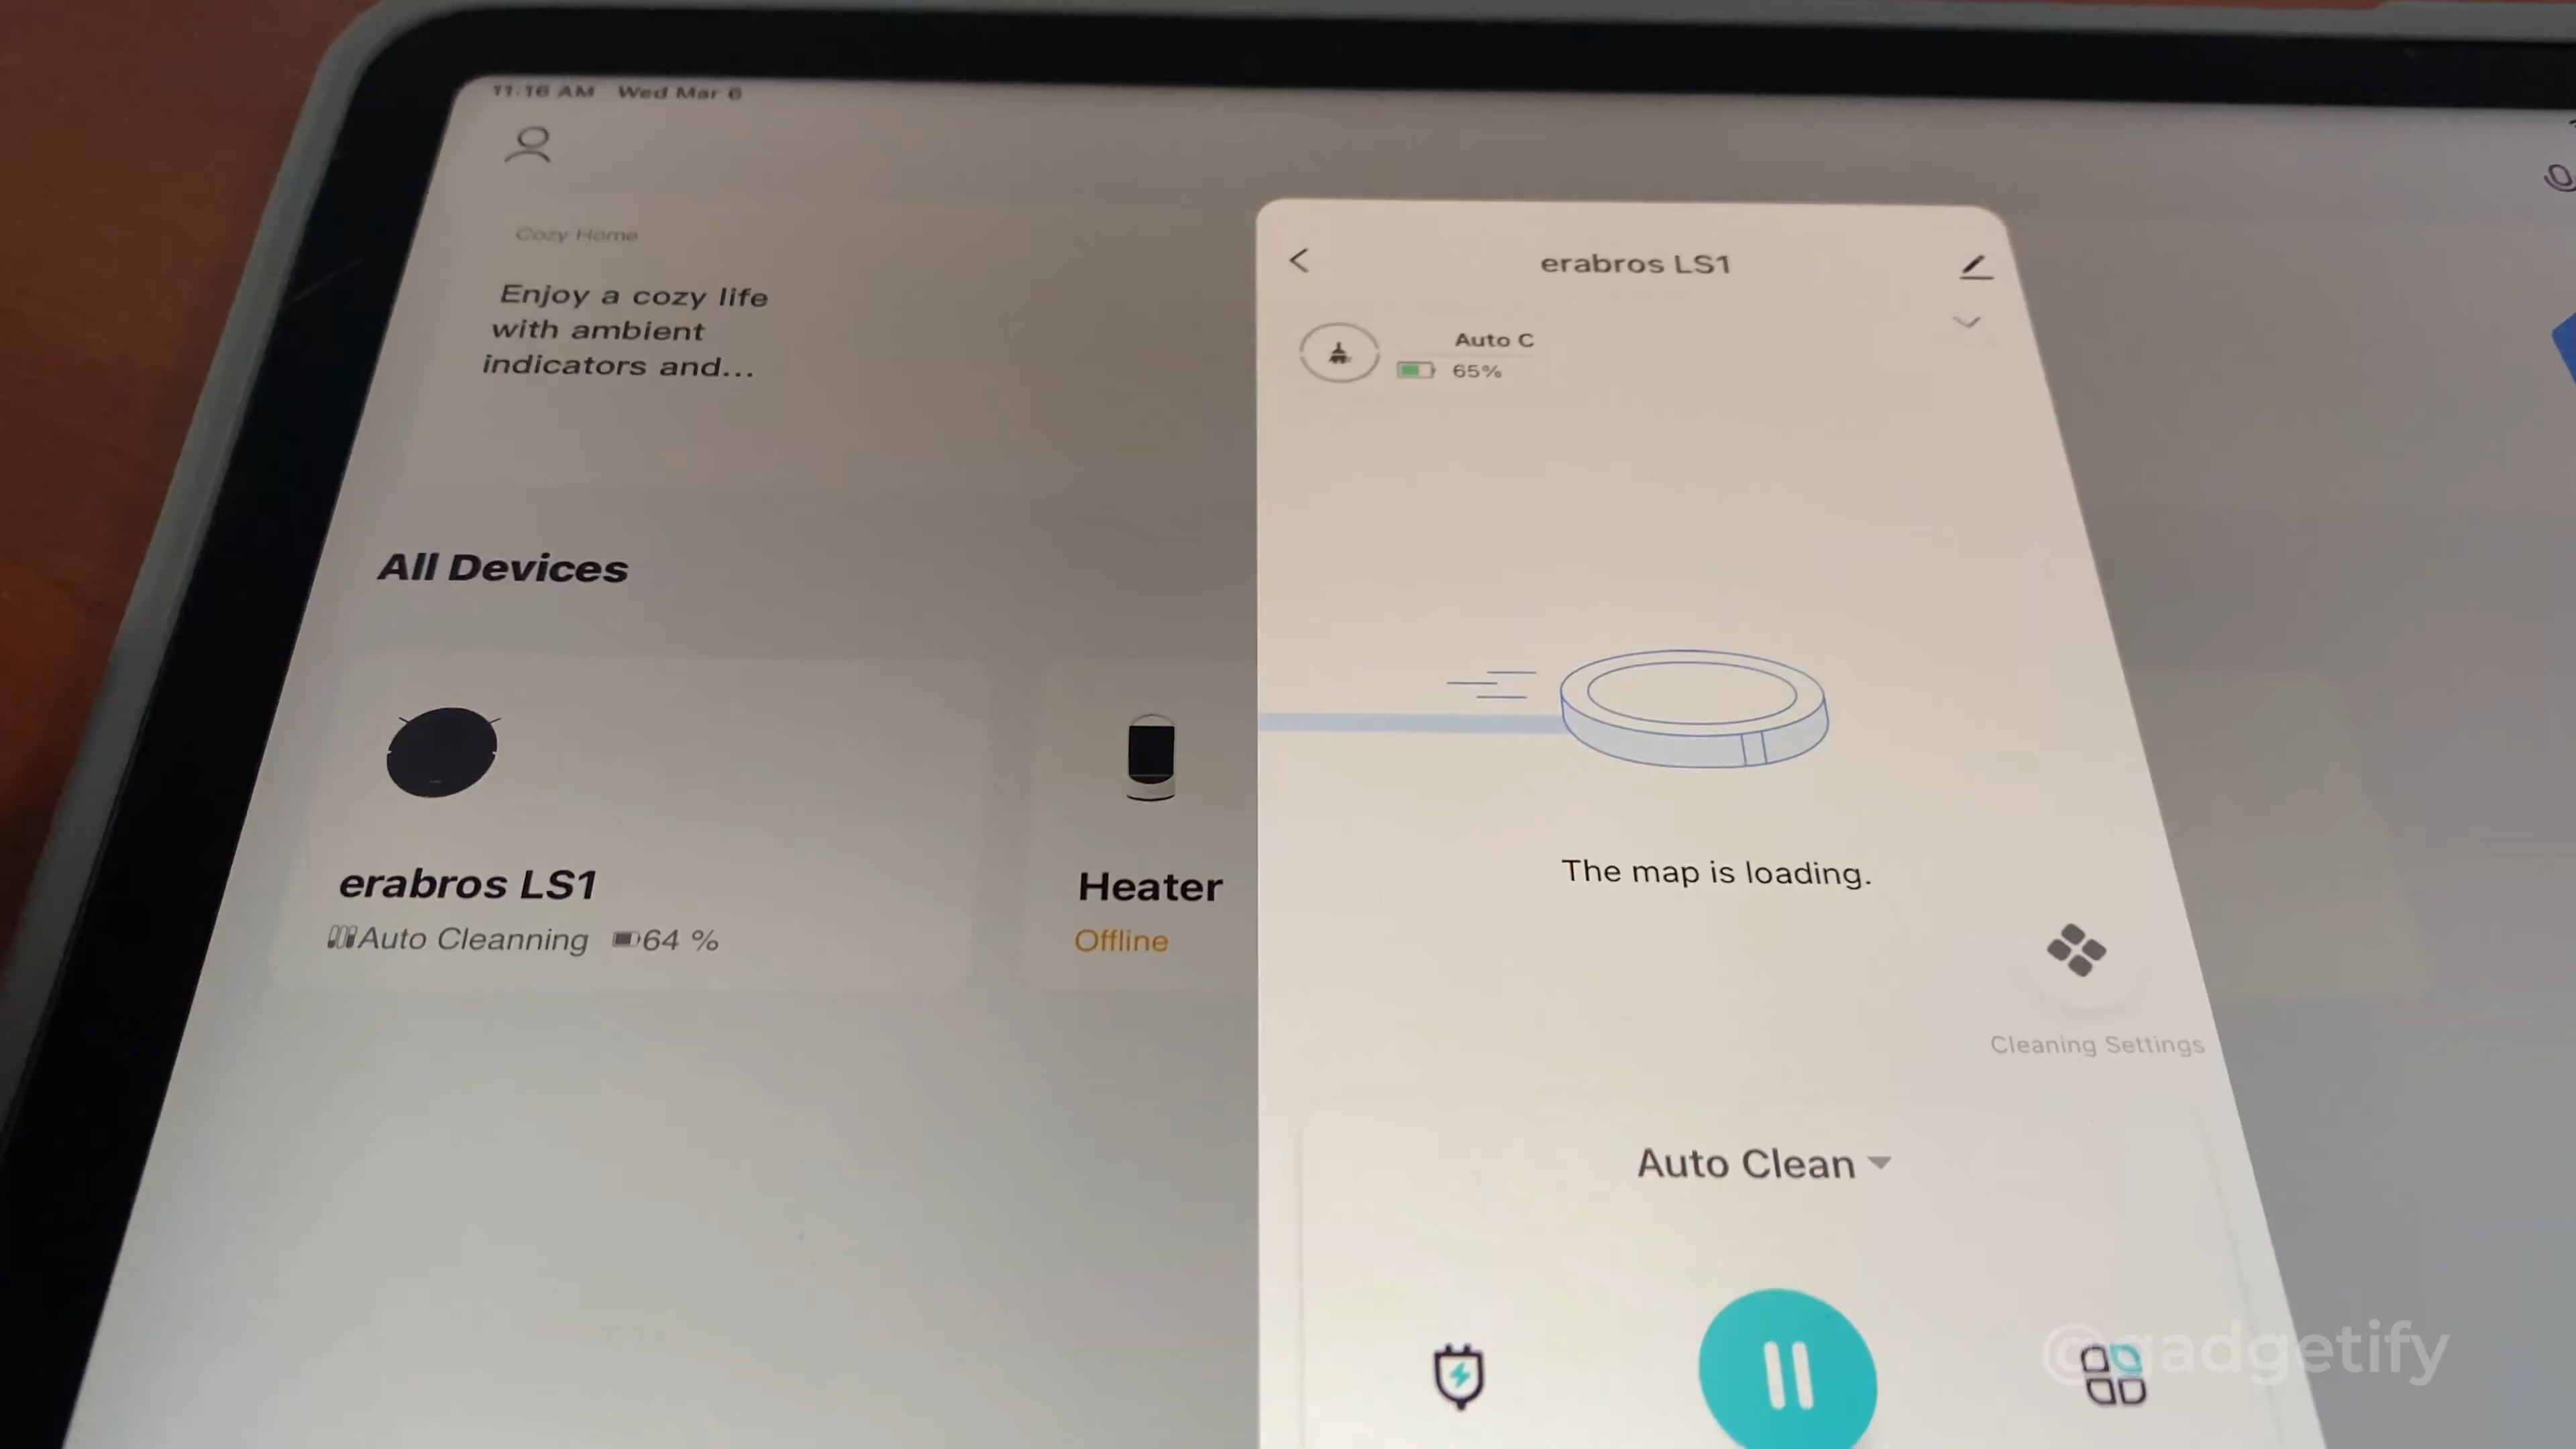 11:16 AM Wed Mar 6
Cozy Home
Enjoy a cozy life
with ambient
indicators and...
All Devices
erabros LS1
Auto Cleanning 64 %
Heater
Offline
erabros LS1
Auto C
65%
The map is loading.
Cleaning Settings
Auto Clean
@gadgetify